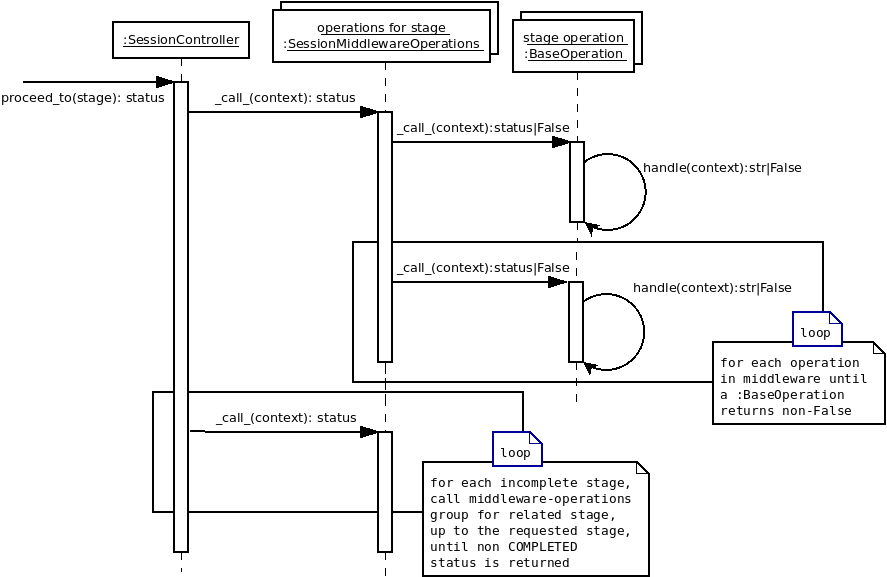 operations for stage
:SessionMiddlewareOperations
stage operation
:BaseOperation
:SessionController
proceed_to(stage): status
_call_(context): status
_call_(context):status|False
handle(context):str|False
_call_(context):status|False
handle(context):str|False
loop
for each operation
in middleware until
a :BaseOperation
returns non-False
_call_(context): status
loop
for each incomplete stage,
call middleware-operations
group for related stage,
up to the requested stage,
until non COMPLETED
status is returned